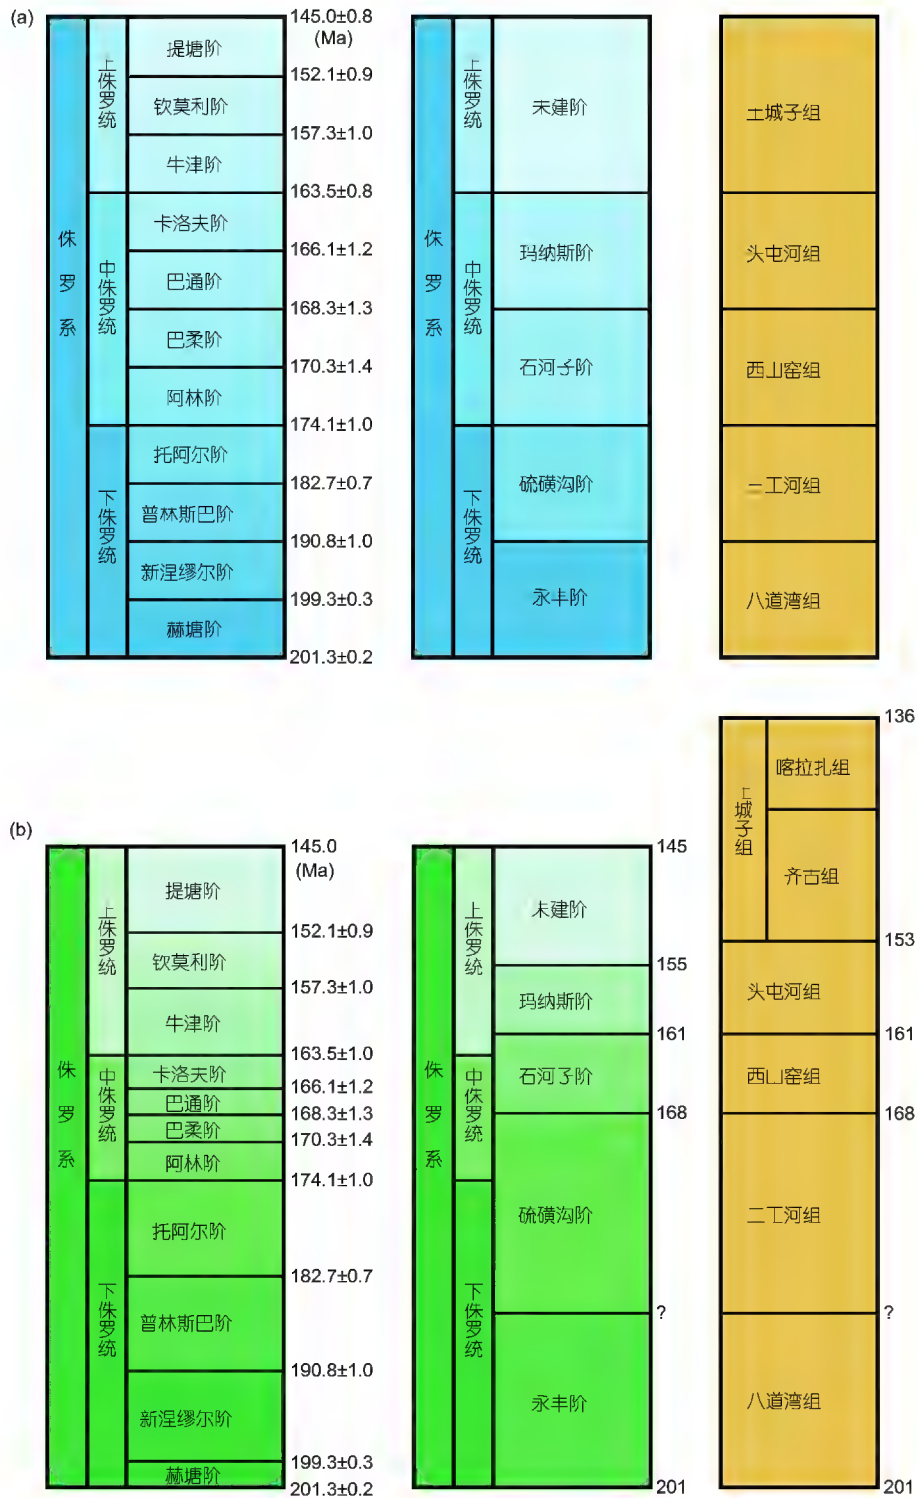 (a)
侏罗系
上侏罗统
中侏罗统
下侏罗统
提塘阶
钦莫利阶
牛津阶
卡洛夫阶
巴通阶
巴柔阶
阿林阶
托阿尔阶
普林斯巴阶
新涅缪尔阶
赫塘阶
145.0±0.8
(Ma)
152.1±0.9
157.3±1.0
163.5±0.8
166.1±1.2
168.3±1.3
170.3±1.4
174.1±1.0
182.7±0.7
190.8±1.0
199.3±0.3
201.3±0.2
侏罗系
上侏罗统
中侏罗统
下侏罗统
未建阶
玛纳斯阶
石河子阶
硫磺沟阶
永丰阶
土城子组
头屯河组
西山窑组
三工河组
八道湾组
(b)
侏罗系
上侏罗统
中侏罗统
下侏罗统
提塘阶
钦莫利阶
牛津阶
卡洛夫阶
巴通阶
巴柔阶
阿林阶
托阿尔阶
普林斯巴阶
新涅缪尔阶
赫塘阶
145.0
(Ma)
152.1±0.9
157.3±1.0
163.5±1.0
166.1±1.2
168.3±1.3
170.3±1.4
174.1±1.0
182.7±0.7
190.8±1.0
199.3±0.3
201.3±0.2
侏罗系
上侏罗统
中侏罗统
下侏罗统
未建阶
玛纳斯阶
石河子阶
硫磺沟阶
永丰阶
145
155
161
168
?
201
土城子组
喀拉扎组
齐古组
头屯河组
西山窑组
二工河组
八道湾组
136
153
161
168
?
201